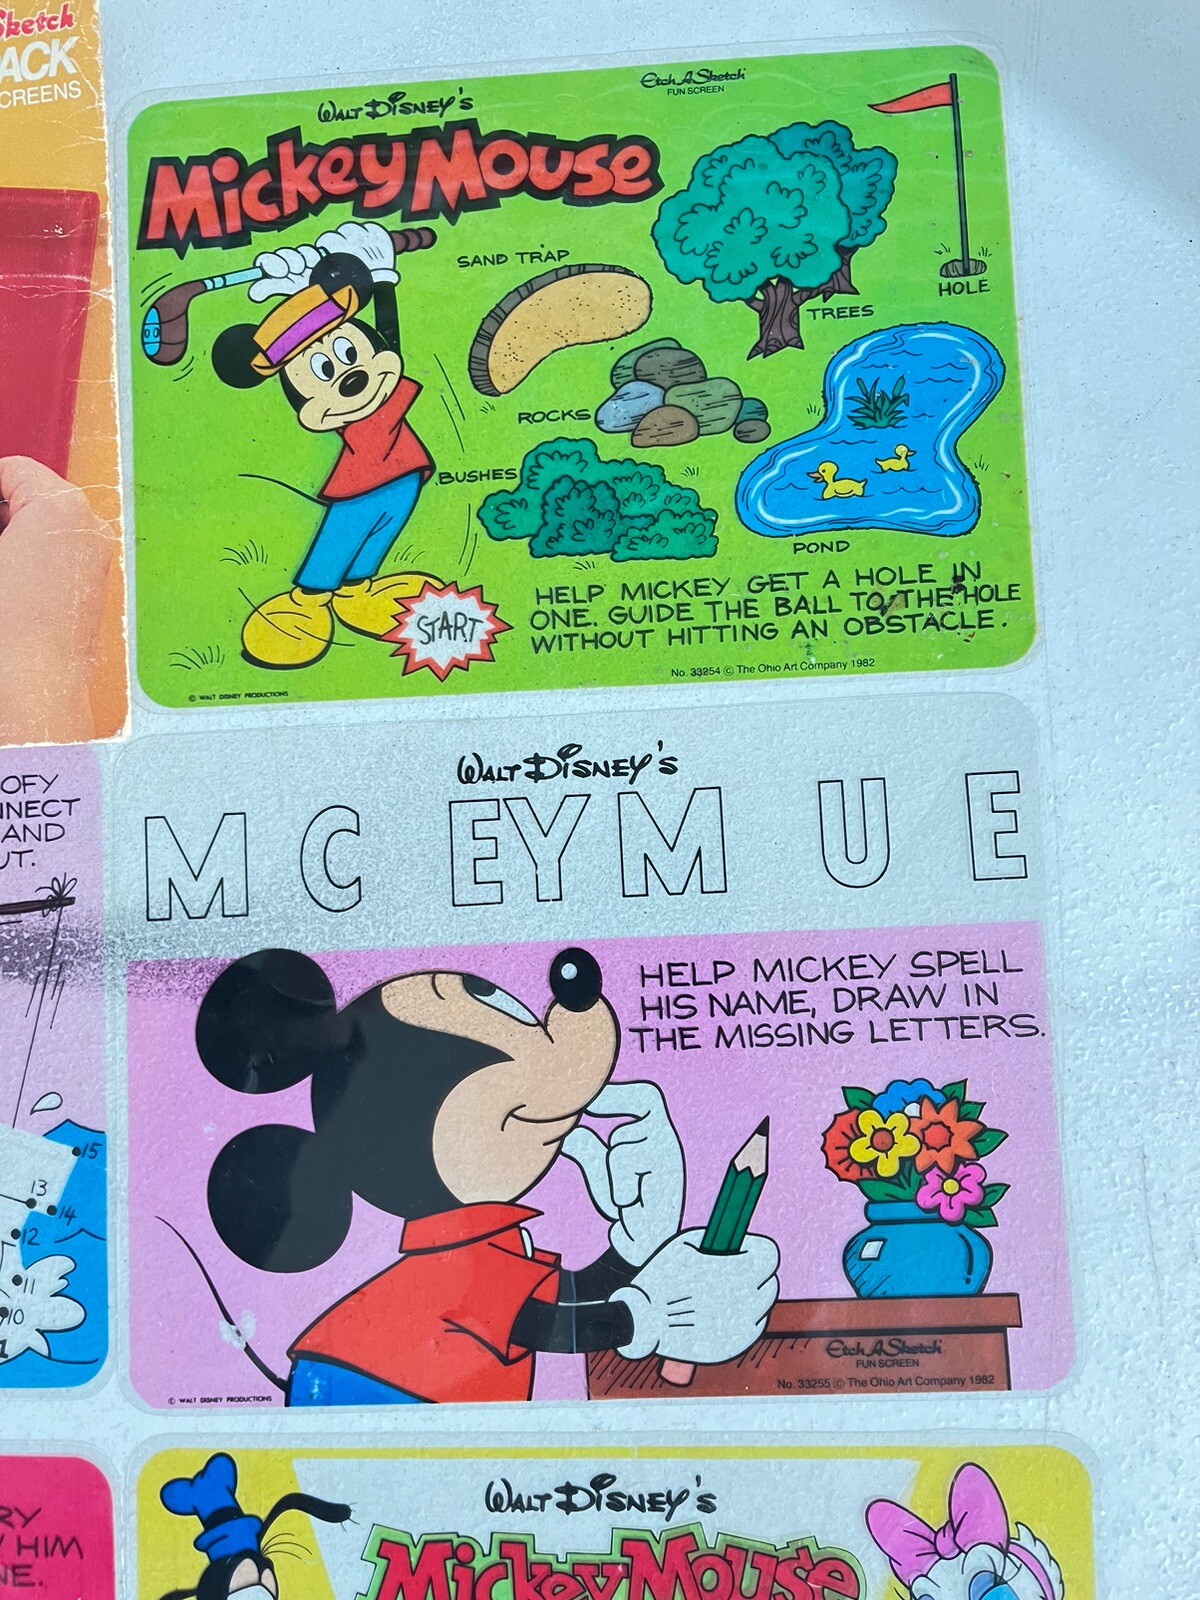 Sketch
ACK
CREENS
WALT DISNEY'S
Etch A Sketch
FUN SCREEN
MICKEY MOUSE
SAND TRAP
HOLE
TREES
ROCKS
BUSHES
POND
START
HELP MICKEY GET A HOLE IN
ONE. GUIDE THE BALL TO THE HOLE
WITHOUT HITTING AN OBSTACLE.
No. 33254 © The Ohio Art Company 1982
© WALT DISNEY PRODUCTIONS
OFY
NNECT
AND
UT.
15
13
14
12
11
10
WALT DISNEY'S
M C EYM U E
HELP MICKEY SPELL
HIS NAME, DRAW IN
THE MISSING LETTERS.
Etch A Sketch
FUN SCREEN
No. 33255 © The Ohio Art Company 1982
© WALT DISNEY PRODUCTIONS
RY
HIM
NE.
WALT DISNEY'S
MICKEY MOUSE